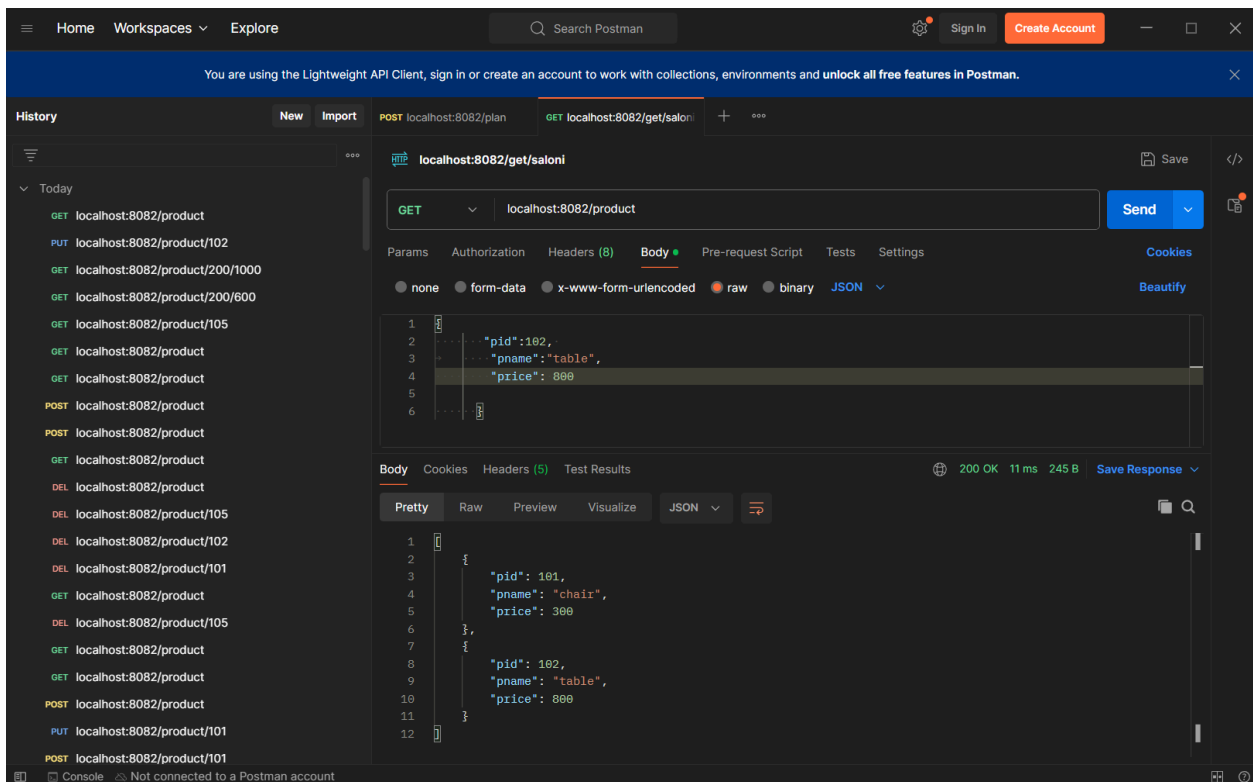 Home Workspaces Explore Search Postman Sign In Create Account
You are using the Lightweight API Client, sign in or create an account to work with collections, environments and unlock all free features in Postman.
History New Import POST localhost:8082/plan GET localhost:8082/get/saloni
HTTP localhost:8082/get/saloni Save
Today
GET localhost:8082/product
PUT localhost:8082/product/102
GET localhost:8082/product/200/1000
GET localhost:8082/product/200/600
GET localhost:8082/product/105
GET localhost:8082/product
GET localhost:8082/product
POST localhost:8082/product
POST localhost:8082/product
GET localhost:8082/product
DEL localhost:8082/product
DEL localhost:8082/product/105
DEL localhost:8082/product/102
DEL localhost:8082/product/101
GET localhost:8082/product
DEL localhost:8082/product/105
GET localhost:8082/product
GET localhost:8082/product
POST localhost:8082/product
PUT localhost:8082/product/101
POST localhost:8082/product/101
GET localhost:8082/product Send
Params Authorization Headers (8) Body Pre-request Script Tests Settings Cookies
none form-data x-www-form-urlencoded raw binary JSON Beautify
1 {
2 "pid":102,
3 "pname":"table",
4 "price": 800
5
6 }
Body Cookies Headers (5) Test Results 200 OK 11 ms 245 B Save Response
Pretty Raw Preview Visualize JSON
1 [
2 {
3 "pid": 101,
4 "pname": "chair",
5 "price": 300
6 },
7 {
8 "pid": 102,
9 "pname": "table",
10 "price": 800
11 }
12 ]
Console Not connected to a Postman account